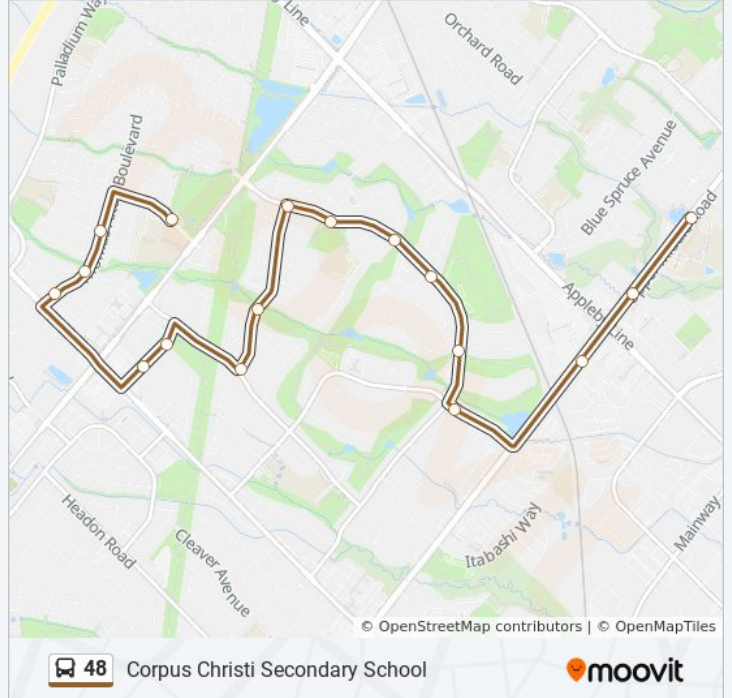 Line
Palladium Way
Orchard Road
Boulevard
Blue Spruce Avenue
Road
Appleby Line
Headon Road
Cleaver Avenue
Itabashi Way
Mainway
© OpenStreetMap contributors | © OpenMapTiles
48 Corpus Christi Secondary School
moovit